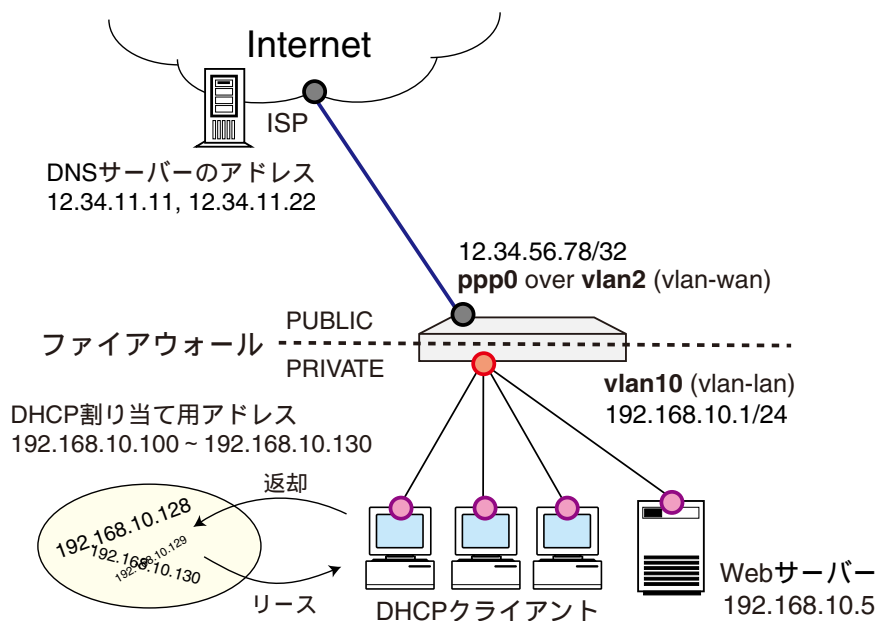 Internet
ISP
DNSサーバーのアドレス
12.34.11.11, 12.34.11.22
12.34.56.78/32
ppp0 over vlan2 (vlan-wan)
PUBLIC
ファイアウォール
PRIVATE
vlan10 (vlan-lan)
192.168.10.1/24
DHCP割り当て用アドレス
192.168.10.100 ~ 192.168.10.130
返却
192.168.10.128
192.168.10.129
192.168.10.130
リース
DHCPクライアント
Webサーバー
192.168.10.5